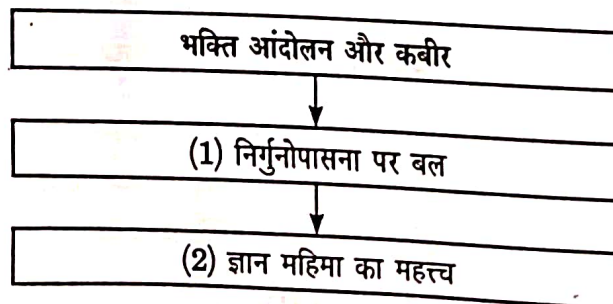 भक्ति आंदोलन और कबीर
(1) निर्गुनोपासना पर बल
(2) ज्ञान महिमा का महत्त्व